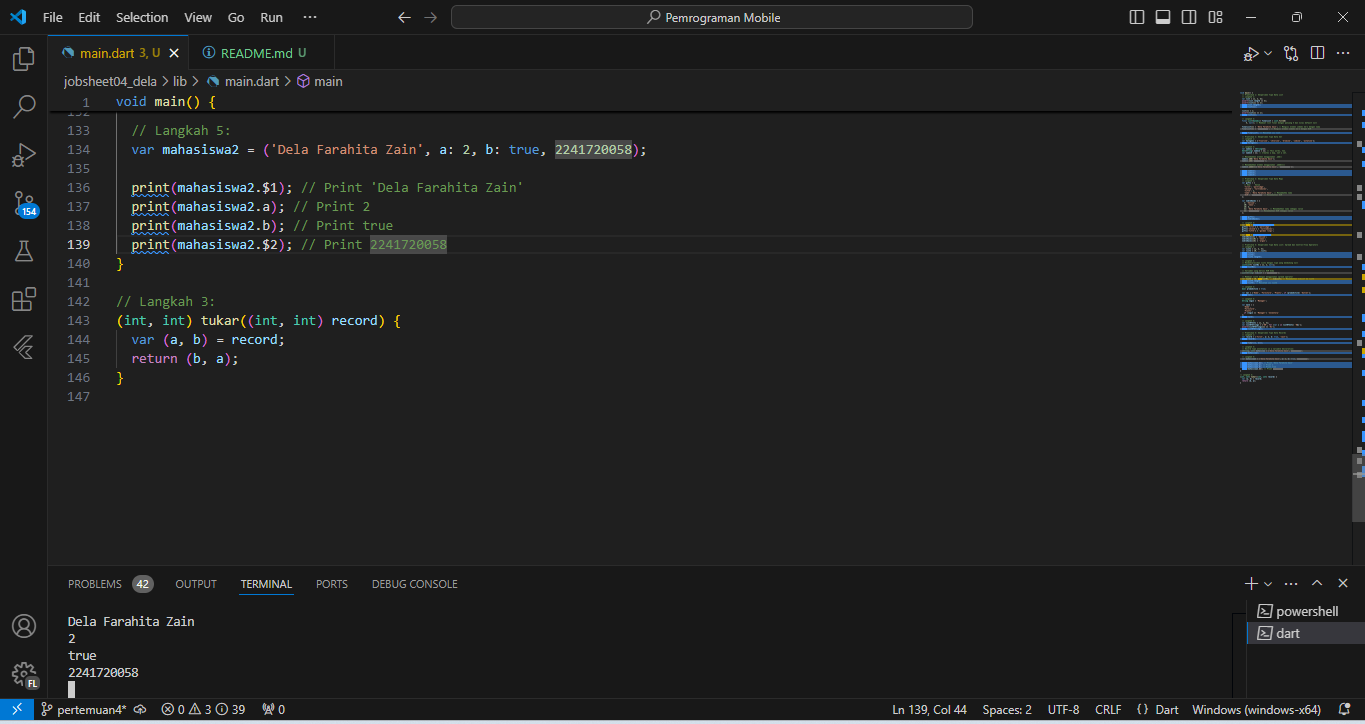 File Edit Selection View Go Run ··· Pemrograman Mobile
main.dart 3, U README.md U
jobsheet04_dela > lib > main.dart > main
1 void main() {
132
133 // Langkah 5:
134 var mahasiswa2 = ('Dela Farahita Zain', a: 2, b: true, 2241720058);
135
136 print(mahasiswa2.$1); // Print 'Dela Farahita Zain'
137 print(mahasiswa2.a); // Print 2
138 print(mahasiswa2.b); // Print true
139 print(mahasiswa2.$2); // Print 2241720058
140 }
141
142 // Langkah 3:
143 (int, int) tukar((int, int) record) {
144 var (a, b) = record;
145 return (b, a);
146 }
147
154
PROBLEMS 42 OUTPUT TERMINAL PORTS DEBUG CONSOLE
Dela Farahita Zain
2
true
2241720058
powershell
dart
FL
pertemuan4* 0 3 39 0 Ln 139, Col 44 Spaces: 2 UTF-8 CRLF {} Dart Windows (windows-x64)